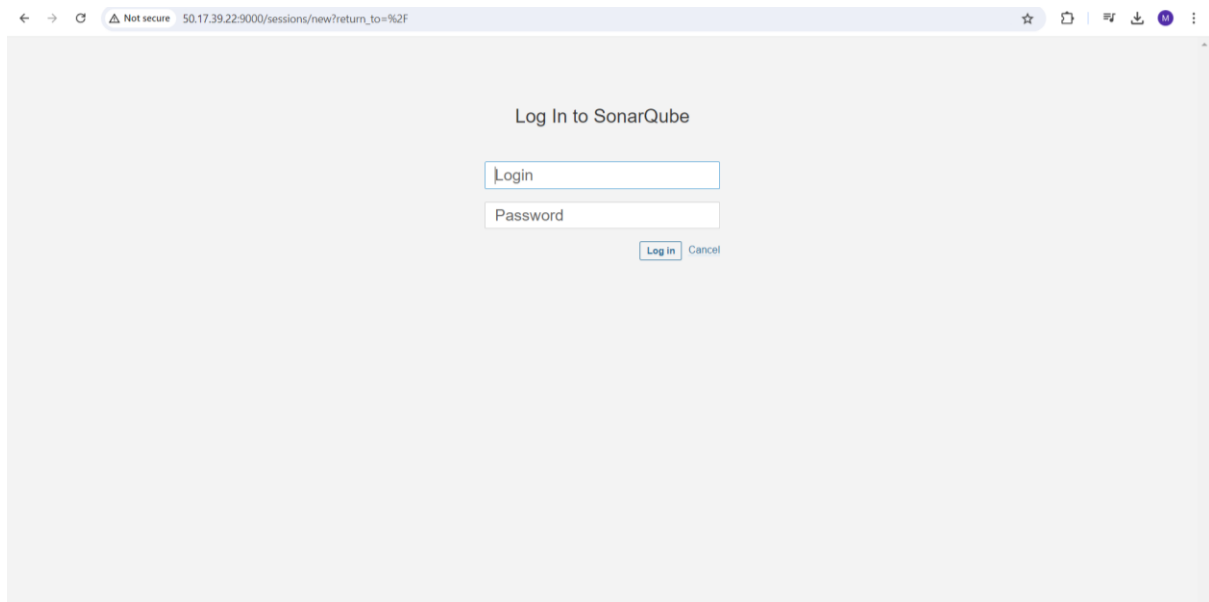 Not secure 50.17.39.22:9000/sessions/new?return_to=%2F
M
Log In to SonarQube
Login
Password
Log in Cancel